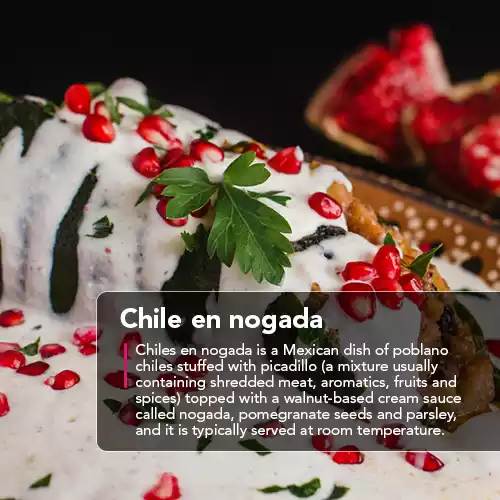 Chile en nogada
Chiles en nogada is a Mexican dish of poblano
chiles stuffed with picadillo (a mixture usually
containing shredded meat, aromatics, fruits and
spices) topped with a walnut-based cream sauce
called nogada, pomegranate seeds and parsley,
and it is typically served at room temperature.